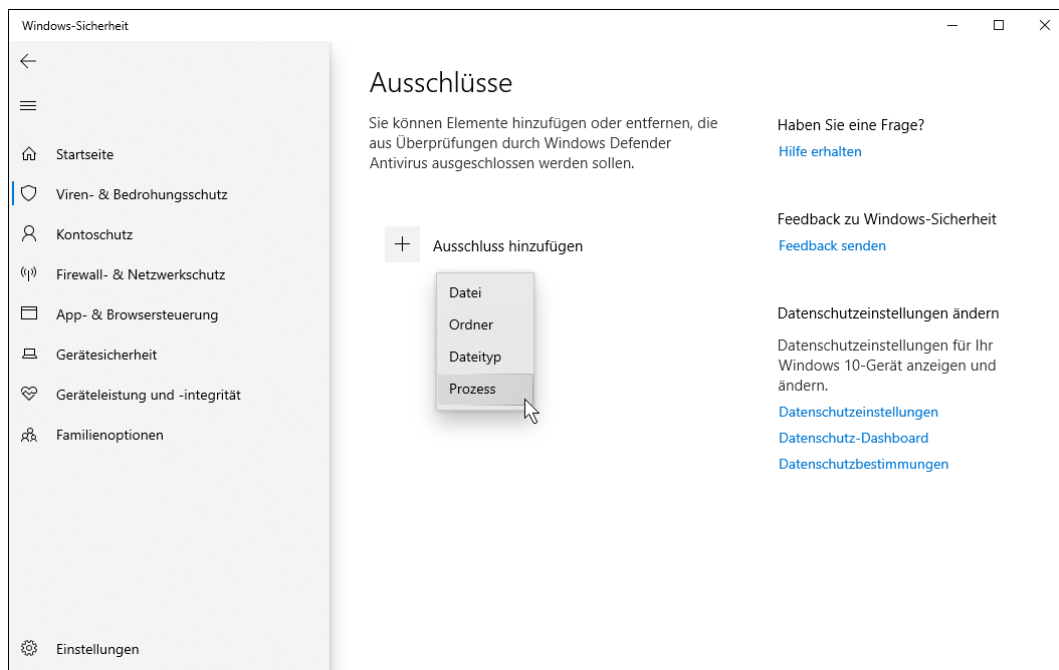 Windows-Sicherheit
Startseite
Viren- & Bedrohungsschutz
Kontoschutz
Firewall- & Netzwerkschutz
App- & Browsersteuerung
Gerätesicherheit
Geräteleistung und -integrität
Familienoptionen
Einstellungen
Ausschlüsse
Sie können Elemente hinzufügen oder entfernen, die
aus Überprüfungen durch Windows Defender
Antivirus ausgeschlossen werden sollen.
Ausschluss hinzufügen
Datei
Ordner
Dateityp
Prozess
Haben Sie eine Frage?
Hilfe erhalten
Feedback zu Windows-Sicherheit
Feedback senden
Datenschutzeinstellungen ändern
Datenschutzeinstellungen für Ihr
Windows 10-Gerät anzeigen und
ändern.
Datenschutzeinstellungen
Datenschutz-Dashboard
Datenschutzbestimmungen